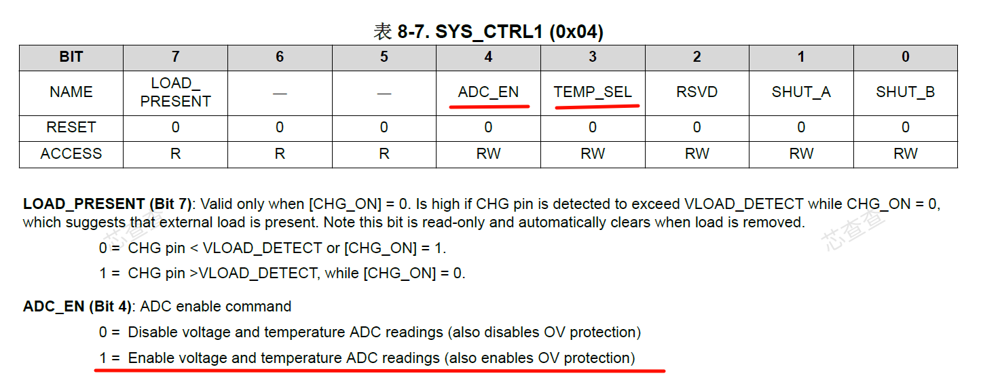 表 8-7. SYS_CTRL1 (0x04)
BIT 7 6 5 4 3 2 1 0
NAME LOAD_PRESENT — — ADC_EN TEMP_SEL RSVD SHUT_A SHUT_B
RESET 0 0 0 0 0 0 0 0
ACCESS R R R RW RW RW RW RW
LOAD_PRESENT (Bit 7): Valid only when [CHG_ON] = 0. Is high if CHG pin is detected to exceed VLOAD_DETECT while CHG_ON = 0,
which suggests that external load is present. Note this bit is read-only and automatically clears when load is removed.
0 = CHG pin < VLOAD_DETECT or [CHG_ON] = 1.
1 = CHG pin >VLOAD_DETECT, while [CHG_ON] = 0.
芯查查
芯查查
ADC_EN (Bit 4): ADC enable command
0 = Disable voltage and temperature ADC readings (also disables OV protection)
1 = Enable voltage and temperature ADC readings (also enables OV protection)